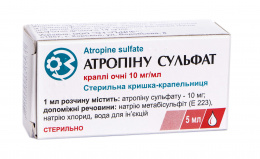 Atropine sulfate
АТРОПІНУ СУЛЬФАТ
краплі очні 10 мг/мл
Стерильна кришка-крапельниця
1 мл розчину містить: атропіну сульфату - 10 мг;
допоміжні речовини: натрію метабісульфіт (Е 223),
натрію хлорид, вода для ін'єкцій
СТЕРИЛЬНО
5 мл